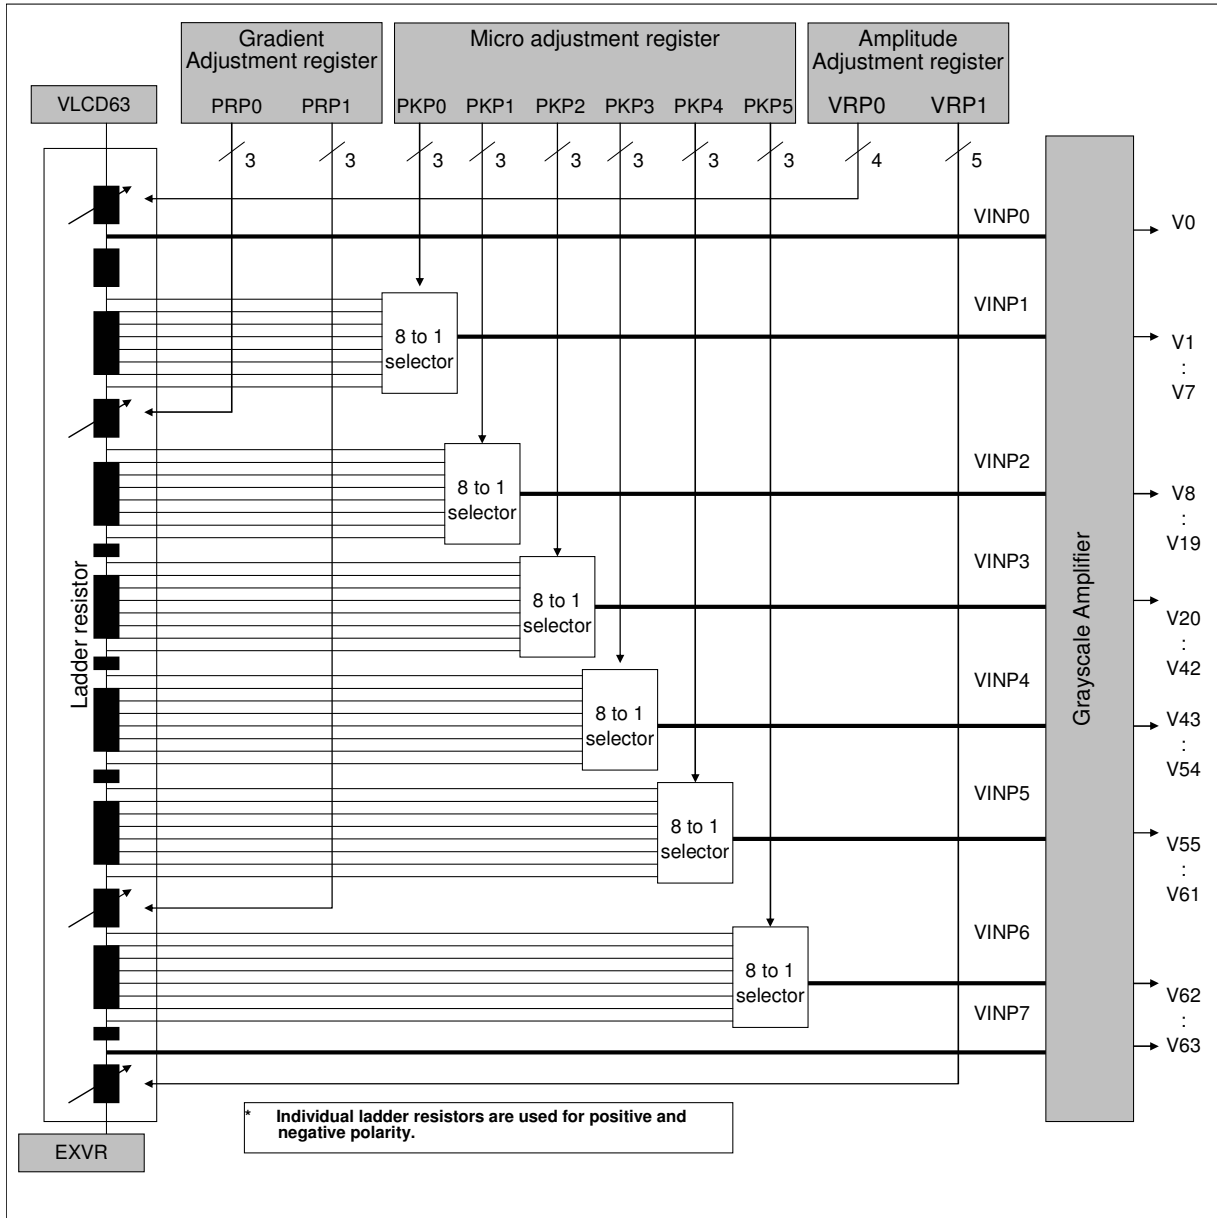 Gradient
Adjustment register
Micro adjustment register
Amplitude
Adjustment register
VLCD63
PRP0 PRP1
PKP0 PKP1 PKP2 PKP3 PKP4 PKP5
VRP0 VRP1
3 3 3 3 3 3 3 3 4 5
VINP0
V0
VINP1
8 to 1
selector
V1
:
V7
VINP2
8 to 1
selector
V8
:
V19
VINP3
8 to 1
selector
V20
:
V42
VINP4
8 to 1
selector
V43
:
V54
VINP5
8 to 1
selector
V55
:
V61
VINP6
8 to 1
selector
V62
:
VINP7
V63
Ladder resistor
Grayscale Amplifier
* Individual ladder resistors are used for positive and
negative polarity.
EXVR